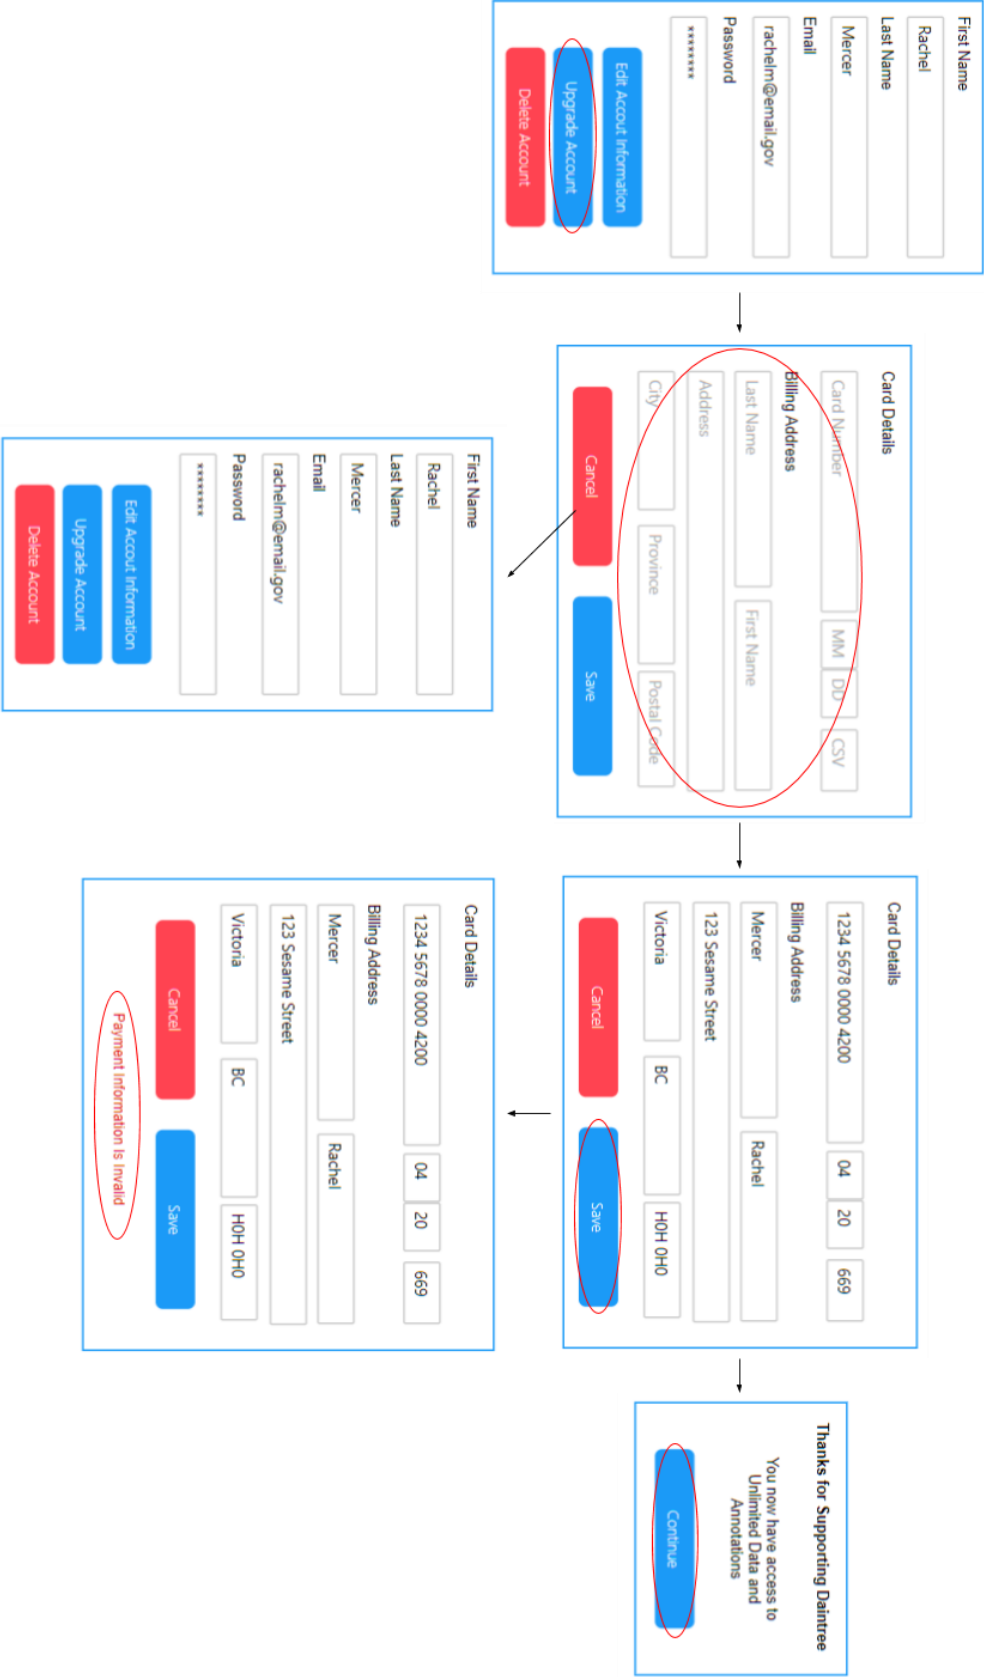 First Name
Rachel
Last Name
Mercer
Email
rachelm@email.gov
Password
********
Edit Accout Information
Upgrade Account
Delete Account
Card Details
Card Number MM DD CSV
Billing Address
Last Name First Name
Address
City Province Postal Code
Cancel Save
Card Details
1234 5678 0000 4200 04 20 669
Billing Address
Mercer Rachel
123 Sesame Street
Victoria BC H0H 0H0
Cancel Save
Thanks for Supporting Daintree
You now have access to
Unlimited Data and
Annotations
Continue
First Name
Rachel
Last Name
Mercer
Email
rachelm@email.gov
Password
********
Edit Accout Information
Upgrade Account
Delete Account
Card Details
1234 5678 0000 4200 04 20 669
Billing Address
Mercer Rachel
123 Sesame Street
Victoria BC H0H 0H0
Cancel Save
Payment Information Is Invalid